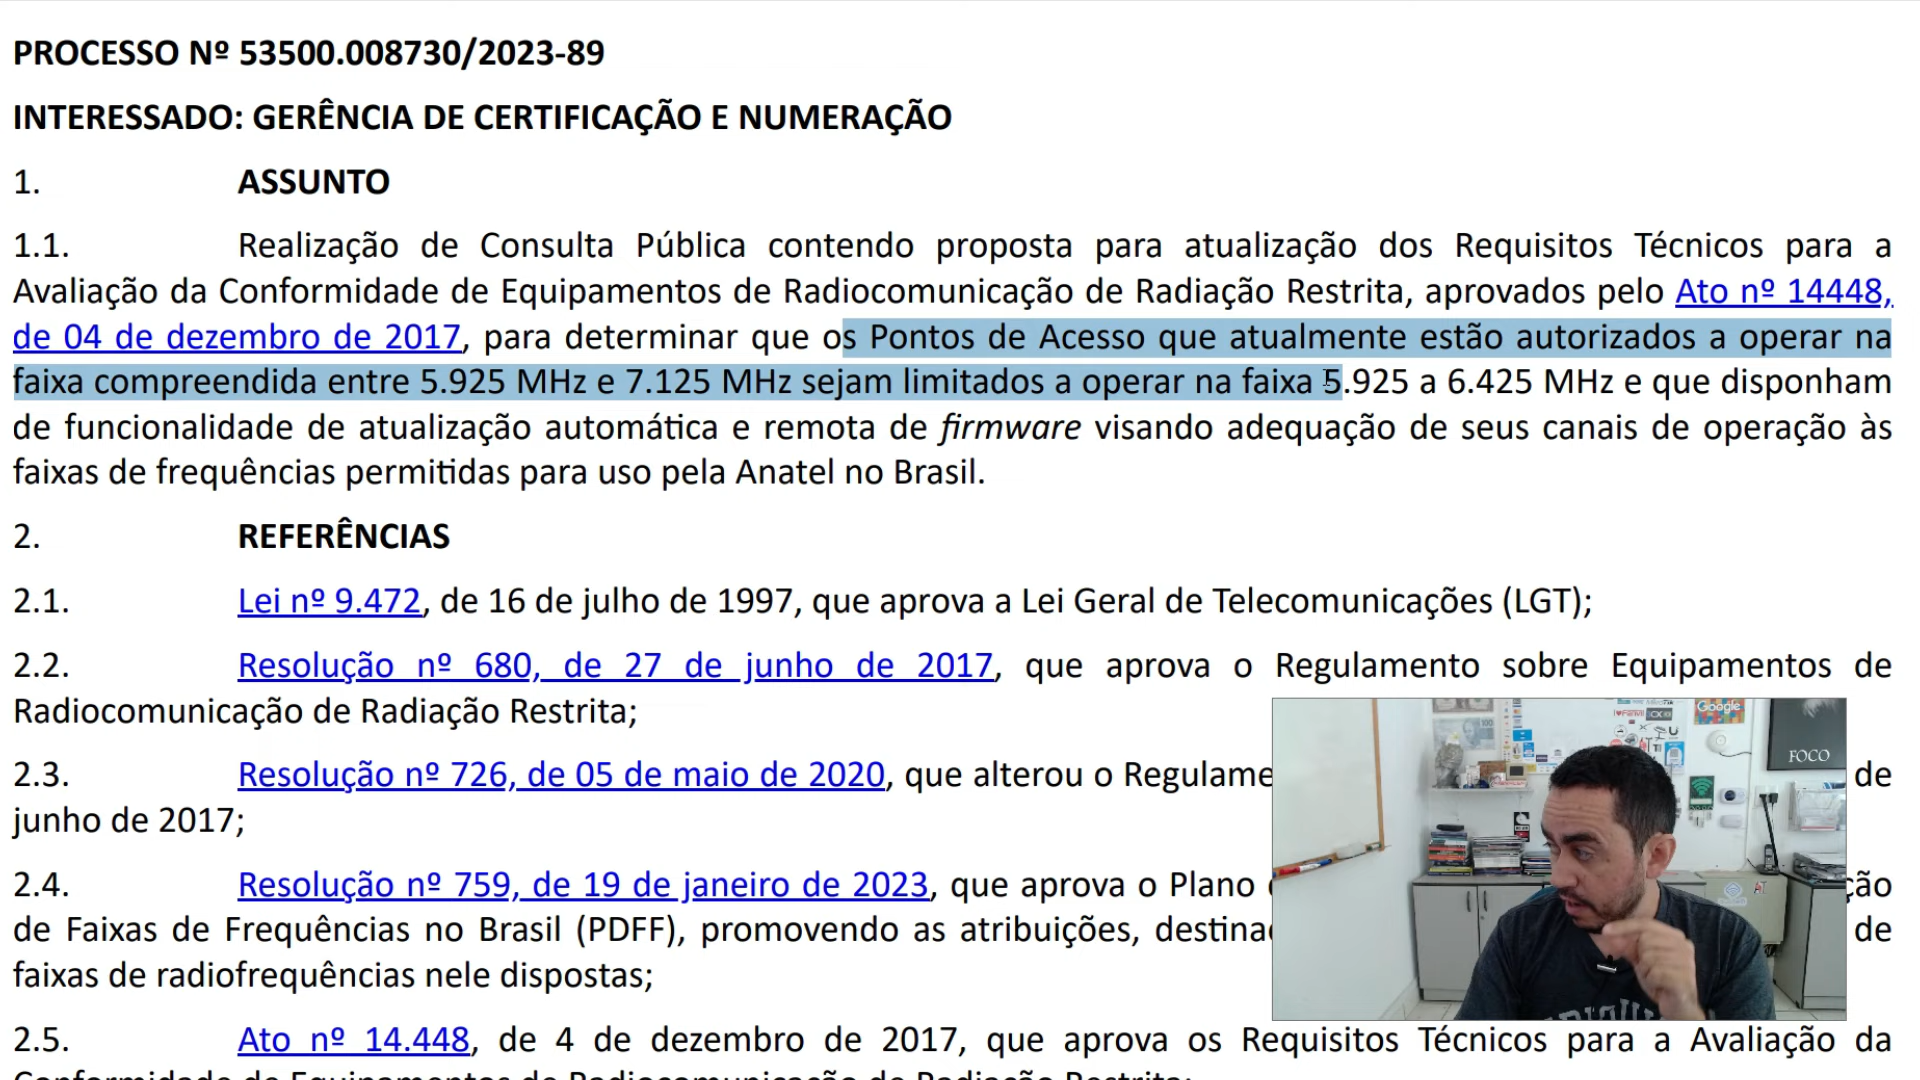 PROCESSO Nº 53500.008730/2023-89
INTERESSADO: GERÊNCIA DE CERTIFICAÇÃO E NUMERAÇÃO
1. ASSUNTO
1.1. Realização de Consulta Pública contendo proposta para atualização dos Requisitos Técnicos para a
Avaliação da Conformidade de Equipamentos de Radiocomunicação de Radiação Restrita, aprovados pelo Ato nº 14448,
de 04 de dezembro de 2017, para determinar que os Pontos de Acesso que atualmente estão autorizados a operar na
faixa compreendida entre 5.925 MHz e 7.125 MHz sejam limitados a operar na faixa 5.925 a 6.425 MHz e que disponham
de funcionalidade de atualização automática e remota de firmware visando adequação de seus canais de operação às
faixas de frequências permitidas para uso pela Anatel no Brasil.
2. REFERÊNCIAS
2.1. Lei nº 9.472, de 16 de julho de 1997, que aprova a Lei Geral de Telecomunicações (LGT);
2.2. Resolução nº 680, de 27 de junho de 2017, que aprova o Regulamento sobre Equipamentos de
Radiocomunicação de Radiação Restrita;
2.3. Resolução nº 726, de 05 de maio de 2020, que alterou o Regulame de
junho de 2017;
2.4. Resolução nº 759, de 19 de janeiro de 2023, que aprova o Plano ção
de Faixas de Frequências no Brasil (PDFF), promovendo as atribuições, destina de
faixas de radiofrequências nele dispostas;
2.5. Ato nº 14.448, de 4 de dezembro de 2017, que aprova os Requisitos Técnicos para a Avaliação da
Conformidade de Equipamentos de Radiocomunicação de Radiação Restrita;
Google
FOCO
100